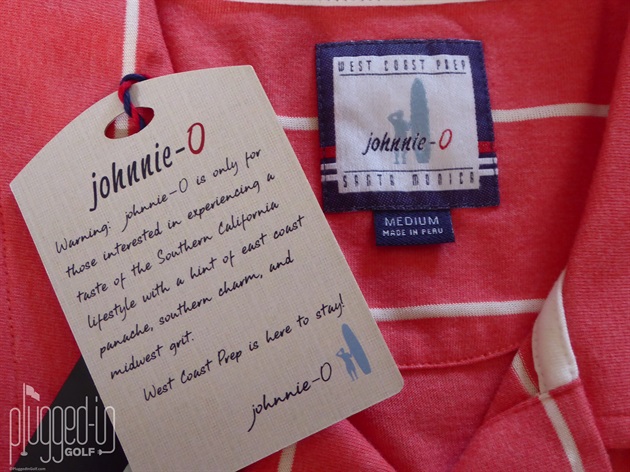 johnnie-O
Warning: johnnie-O is only for
those interested in experiencing a
taste of the Southern California
lifestyle with a hint of east coast
panache, southern charm, and
midwest grit.
West Coast Prep is here to stay!
johnnie-O
WEST COAST PREP
johnnie-O
SANTA MONICA
MEDIUM
MADE IN PERU
plugged-in
GOLF
©PluggedInGolf.com